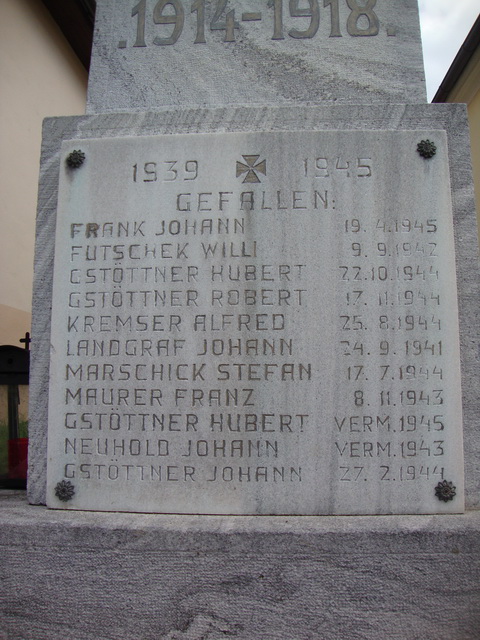 .1914-1918.
1939 1945
GEFALLEN:
FRANK JOHANN 19.4.1945
FUTSCHEK WILLI 9.9.1942
GSTÖTTNER HUBERT 22.10.1944
GSTÖTTNER ROBERT 17.11.1944
KREMSER ALFRED 25.8.1944
LANDGRAF JOHANN 24.9.1941
MARSCHICK STEFAN 17.7.1944
MAURER FRANZ 8.11.1943
GSTÖTTNER HUBERT VERM.1945
NEUHOLD JOHANN VERM.1943
GSTÖTTNER JOHANN 27.2.1944